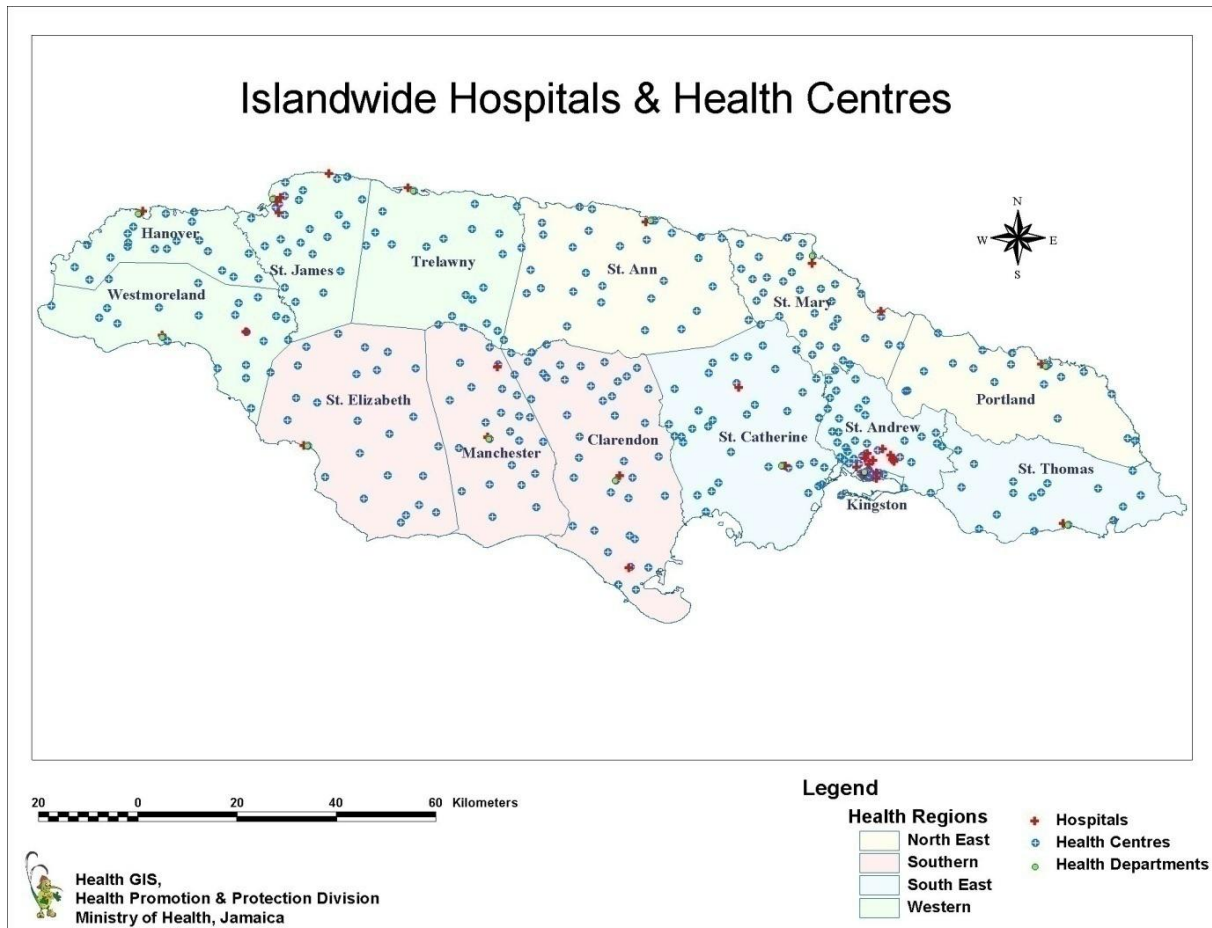 Islandwide Hospitals & Health Centres
N
W
E
S
Hanover
St. James
Trelawny
St. Ann
St. Mary
Westmoreland
St. Elizabeth
Manchester
Clarendon
St. Catherine
St. Andrew
Portland
St. Thomas
Kingston
20 0 20 40 60 Kilometers
Health GIS,
Health Promotion & Protection Division
Ministry of Health, Jamaica
Legend
Health Regions
North East
Southern
South East
Western
Hospitals
Health Centres
Health Departments